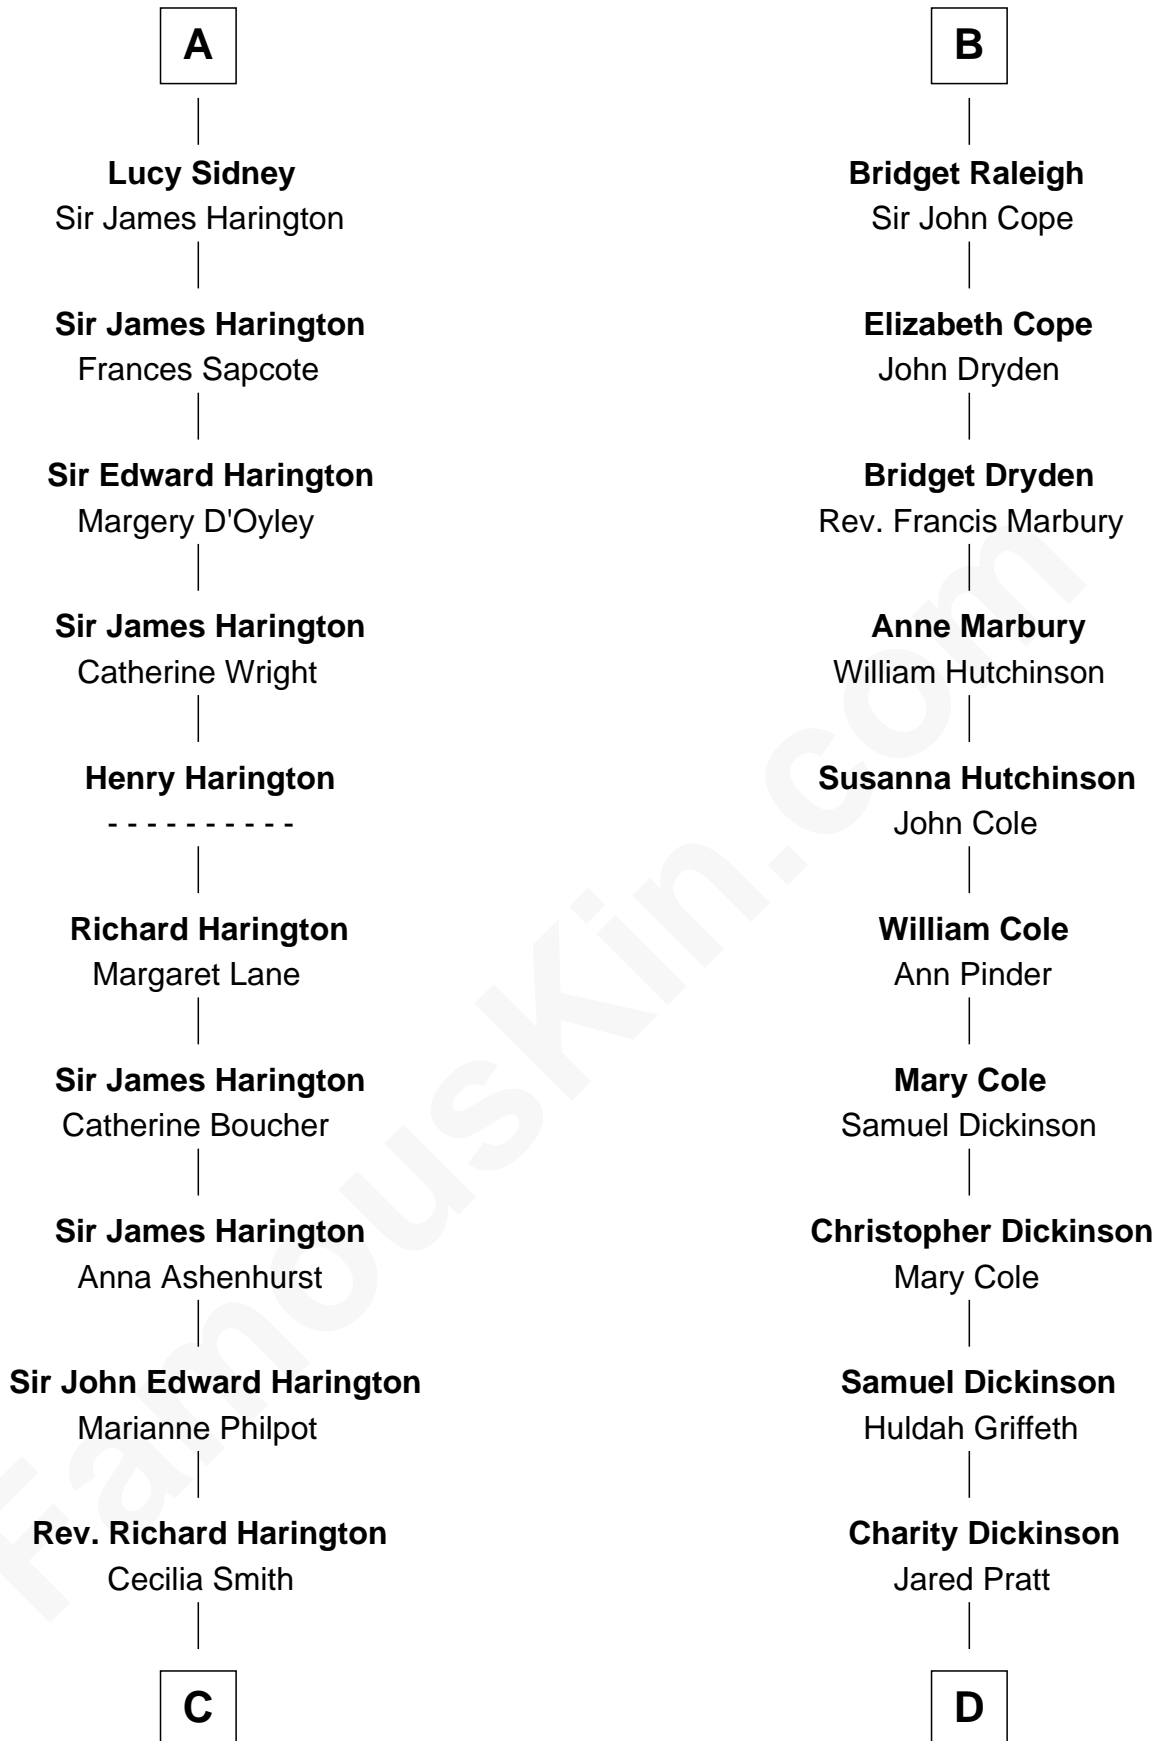 A
Lucy Sidney
Sir James Harington
Sir James Harington
Frances Sapcote
Sir Edward Harington
Margery D'Oyley
Sir James Harington
Catherine Wright
Henry Harington
- - - - - - - - - -
Richard Harington
Margaret Lane
Sir James Harington
Catherine Boucher
Sir James Harington
Anna Ashenhurst
Sir John Edward Harington
Marianne Philpot
Rev. Richard Harington
Cecilia Smith
C
B
Bridget Raleigh
Sir John Cope
Elizabeth Cope
John Dryden
Bridget Dryden
Rev. Francis Marbury
Anne Marbury
William Hutchinson
Susanna Hutchinson
John Cole
William Cole
Ann Pinder
Mary Cole
Samuel Dickinson
Christopher Dickinson
Mary Cole
Samuel Dickinson
Huldah Griffeth
Charity Dickinson
Jared Pratt
D
FamousKin.com